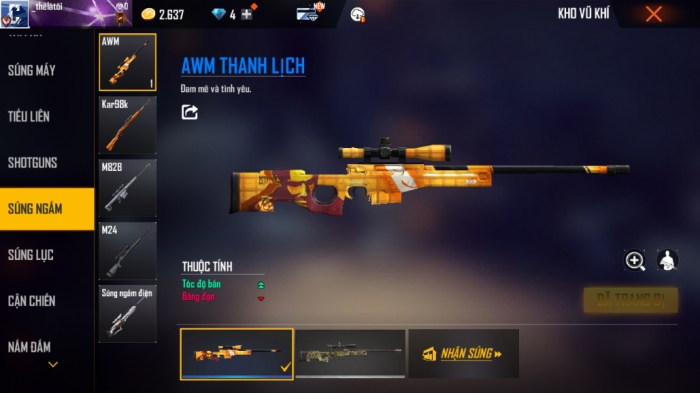 thelatoi
2.637
4
NEW
KHO VŨ KHÍ
SÚNG MÁY
TIỂU LIÊN
SHOTGUNS
SÚNG NGẮM
SÚNG LỤC
CẬN CHIẾN
NẮM ĐẤM
AWM
1
Kar98k
M82B
M24
Súng ngắm điện
AWM THANH LỊCH
Đam mê và tình yêu.
THUỘC TÍNH
Tốc độ bắn
Băng đạn
ĐÃ TRANG BỊ
NHẬN SÚNG